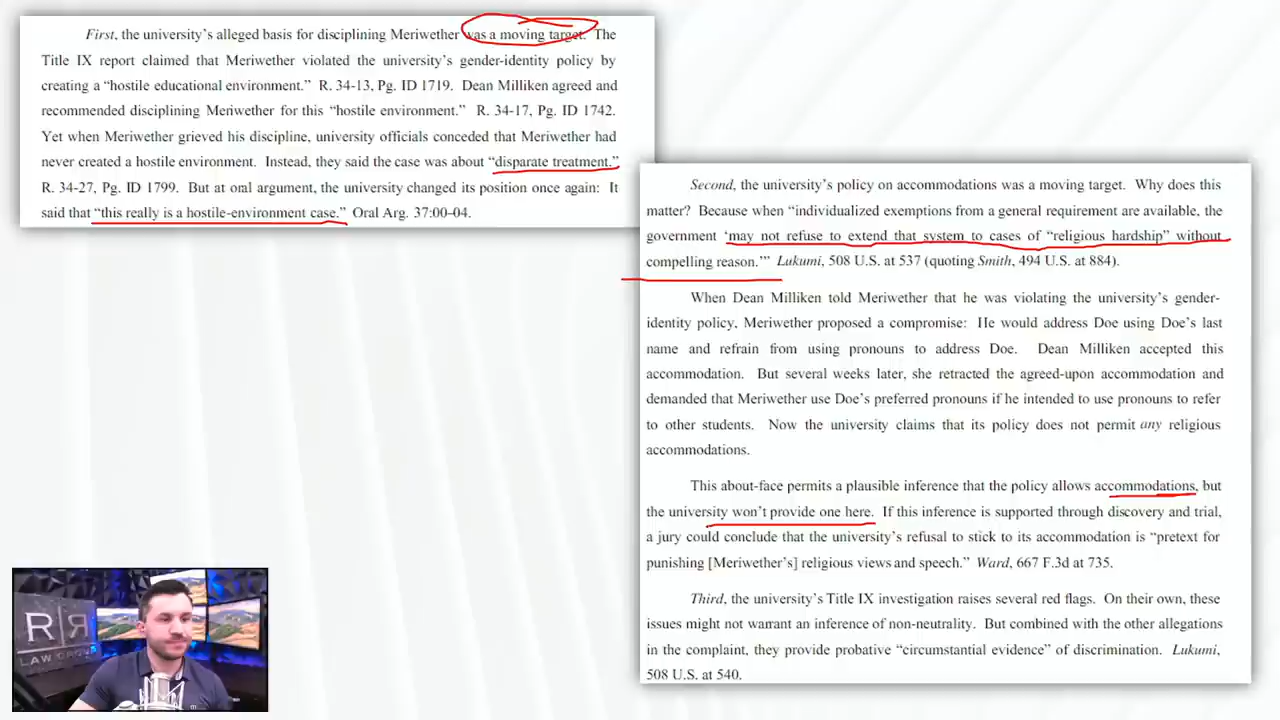 First, the university’s alleged basis for disciplining Meriwether was a moving target. The
Title IX report claimed that Meriwether violated the university’s gender-identity policy by
creating a “hostile educational environment.” R. 34-13, Pg. ID 1719. Dean Milliken agreed and
recommended disciplining Meriwether for this “hostile environment.” R. 34-17, Pg. ID 1742.
Yet when Meriwether grieved his discipline, university officials conceded that Meriwether had
never created a hostile environment. Instead, they said the case was about “disparate treatment.”
R. 34-27, Pg. ID 1799. But at oral argument, the university changed its position once again: It
said that “this really is a hostile-environment case.” Oral Arg. 37:00-04.
Second, the university’s policy on accommodations was a moving target. Why does this
matter? Because when “individualized exemptions from a general requirement are available, the
government ‘may not refuse to extend that system to cases of “religious hardship” without
compelling reason.’” Lukumi, 508 U.S. at 537 (quoting Smith, 494 U.S. at 884).
When Dean Milliken told Meriwether that he was violating the university’s gender-
identity policy, Meriwether proposed a compromise: He would address Doe using Doe’s last
name and refrain from using pronouns to address Doe. Dean Milliken accepted this
accommodation. But several weeks later, she retracted the agreed-upon accommodation and
demanded that Meriwether use Doe’s preferred pronouns if he intended to use pronouns to refer
to other students. Now the university claims that its policy does not permit any religious
accommodations.
This about-face permits a plausible inference that the policy allows accommodations, but
the university won’t provide one here. If this inference is supported through discovery and trial,
a jury could conclude that the university’s refusal to stick to its accommodation is “pretext for
punishing [Meriwether’s] religious views and speech.” Ward, 667 F.3d at 735.
Third, the university’s Title IX investigation raises several red flags. On their own, these
issues might not warrant an inference of non-neutrality. But combined with the other allegations
in the complaint, they provide probative “circumstantial evidence” of discrimination. Lukumi,
508 U.S. at 540.
R R
LAW GROUP